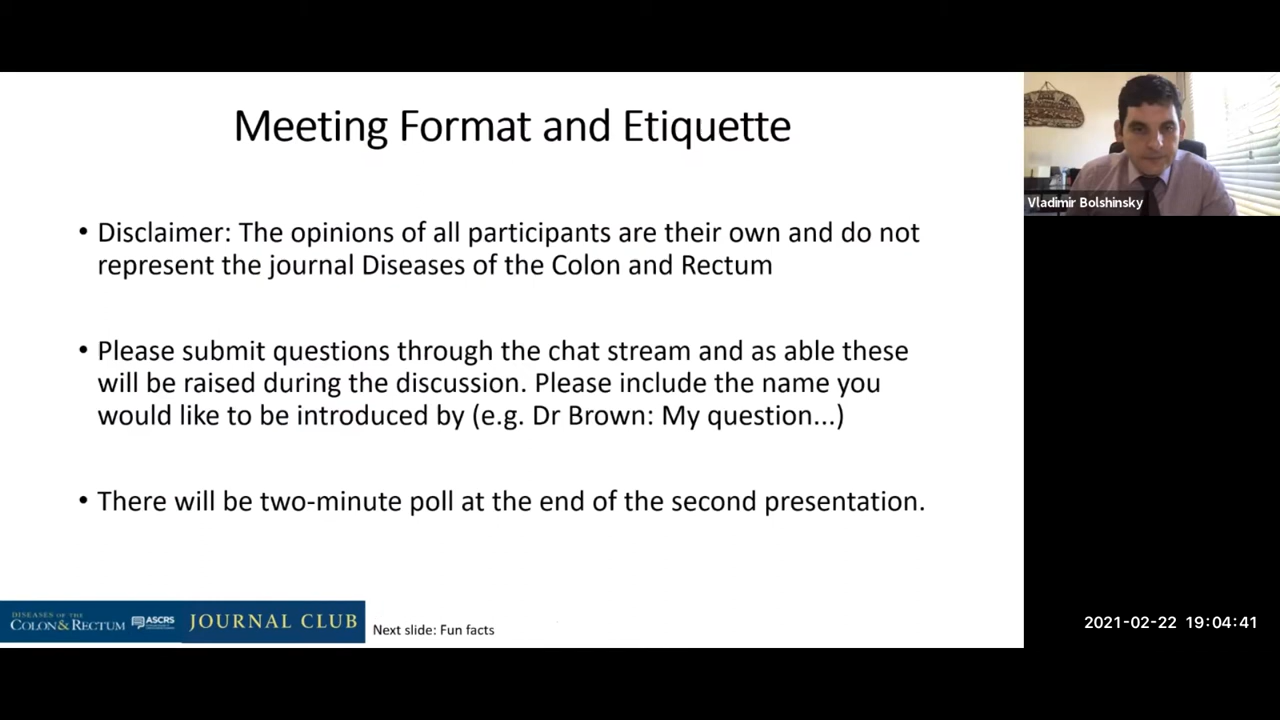 Meeting Format and Etiquette
• Disclaimer: The opinions of all participants are their own and do not
represent the journal Diseases of the Colon and Rectum
• Please submit questions through the chat stream and as able these
will be raised during the discussion. Please include the name you
would like to be introduced by (e.g. Dr Brown: My question...)
• There will be two-minute poll at the end of the second presentation.
DISEASES OF THE
COLON&RECTUM
ASCRS
JOURNAL CLUB
Next slide: Fun facts
Vladimir Bolshinsky
2021-02-22 19:04:41